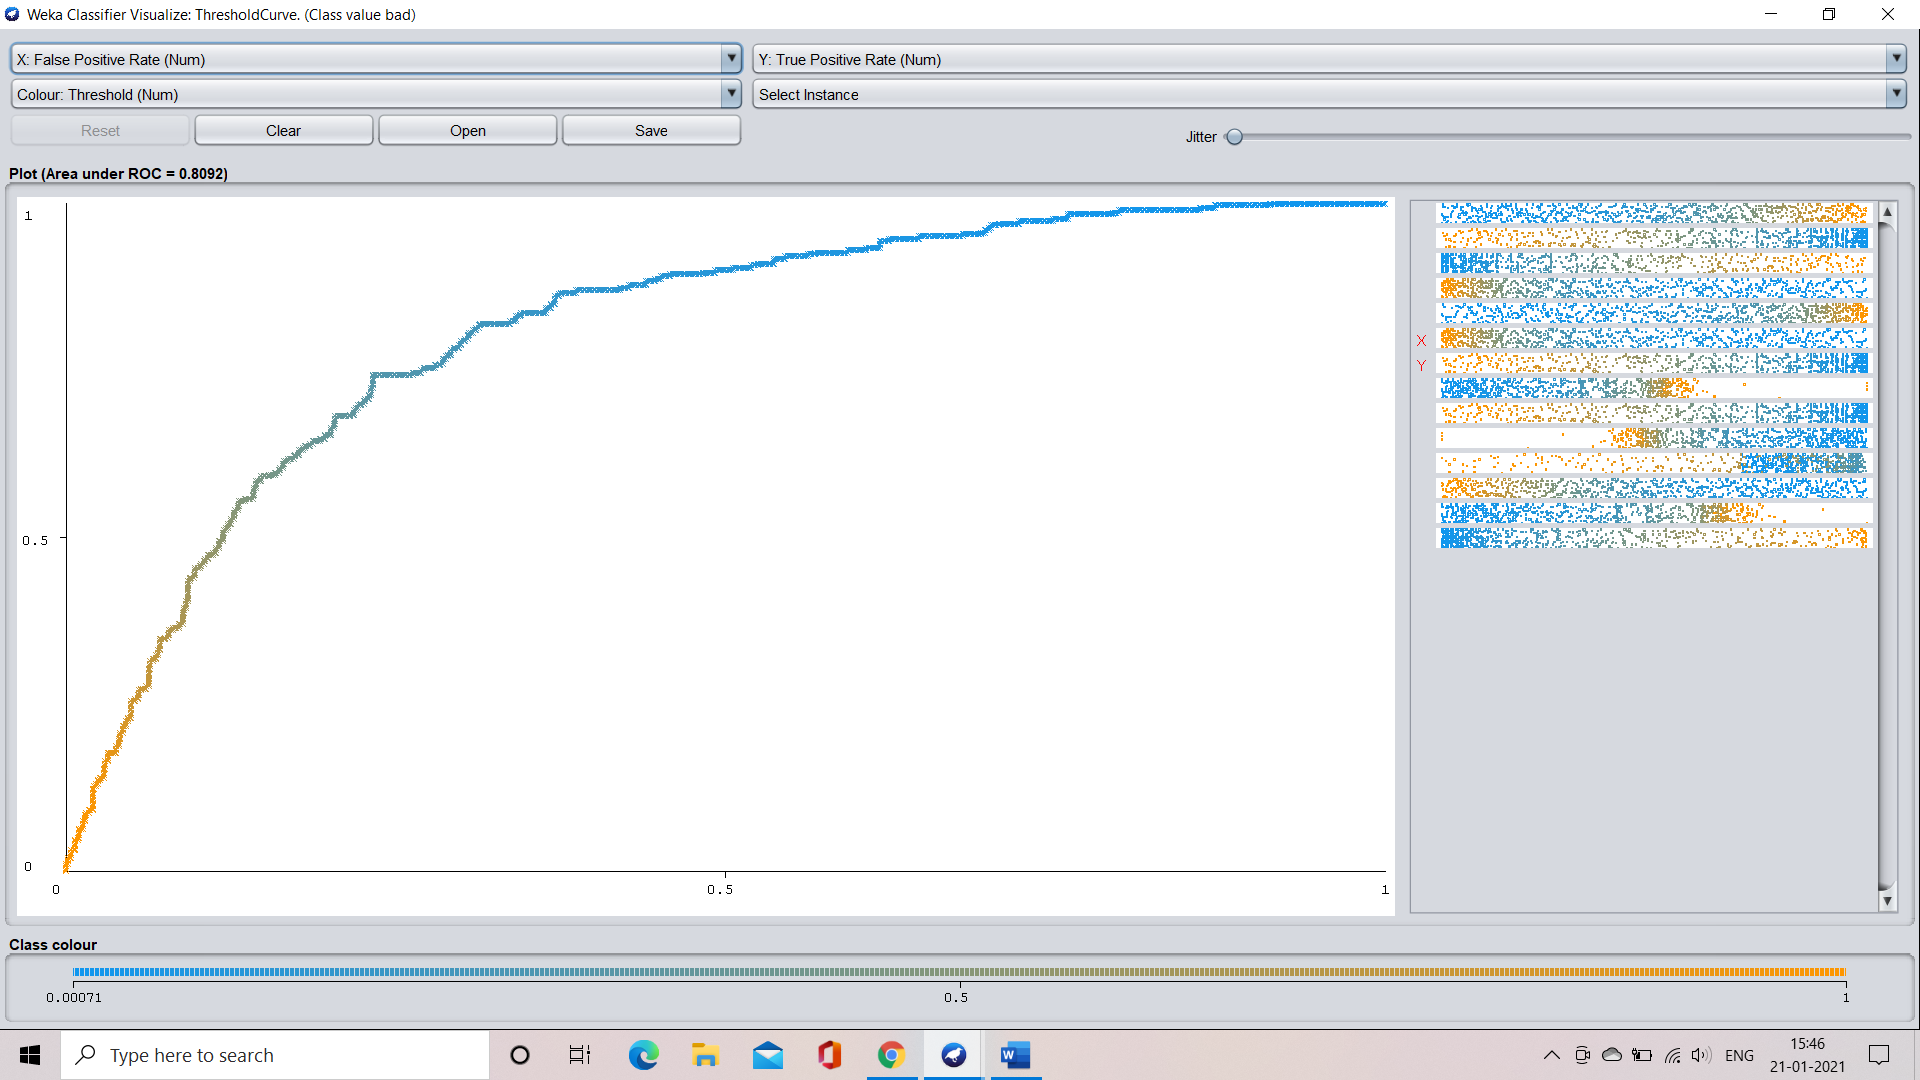 Weka Classifier Visualize: ThresholdCurve. (Class value bad)
X: False Positive Rate (Num)
Y: True Positive Rate (Num)
Colour: Threshold (Num)
Select Instance
Reset
Clear
Open
Save
Jitter
Plot (Area under ROC = 0.8092)
1
0.5
0
0
0.5
1
X
Y
Class colour
0.00071
0.5
1
Type here to search
W
ENG
15:46
21-01-2021